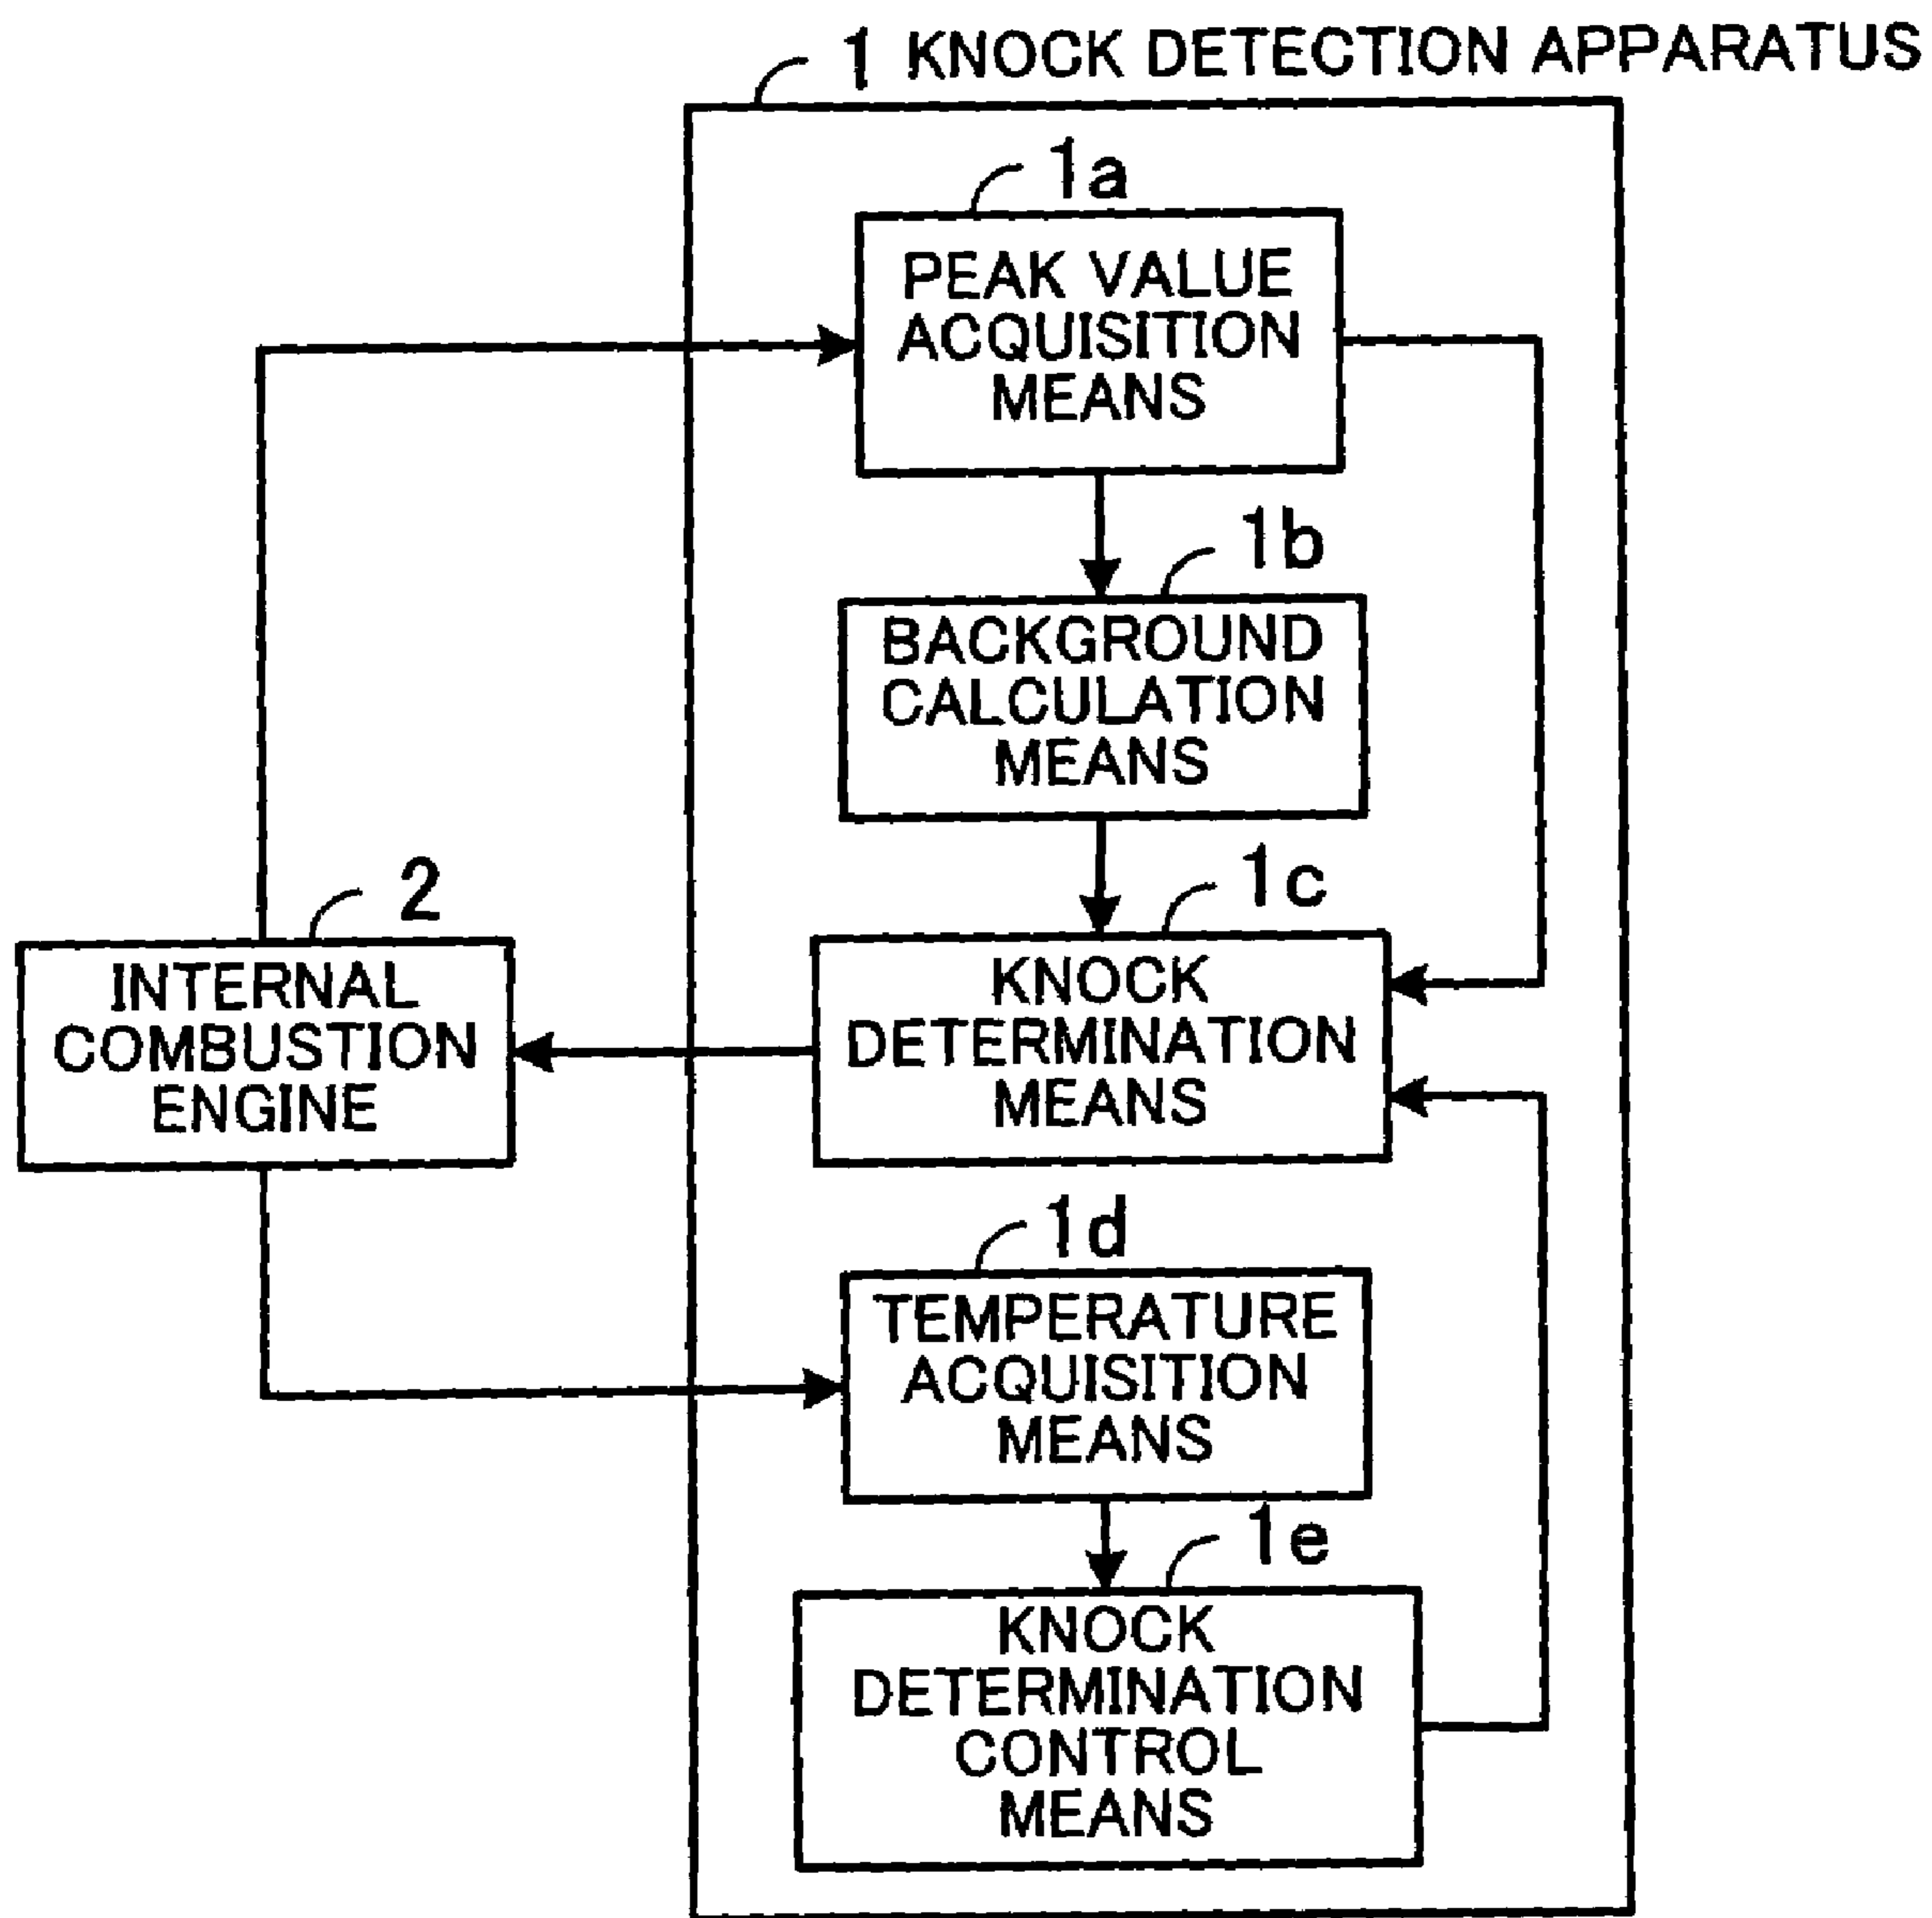 1 KNOCK DETECTION APPARATUS
1a
PEAK VALUE
ACQUISITION
MEANS
1b
BACKGROUND
CALCULATION
MEANS
1c
KNOCK
DETERMINATION
MEANS
2
INTERNAL
COMBUSTION
ENGINE
1d
TEMPERATURE
ACQUISITION
MEANS
1e
KNOCK
DETERMINATION
CONTROL
MEANS